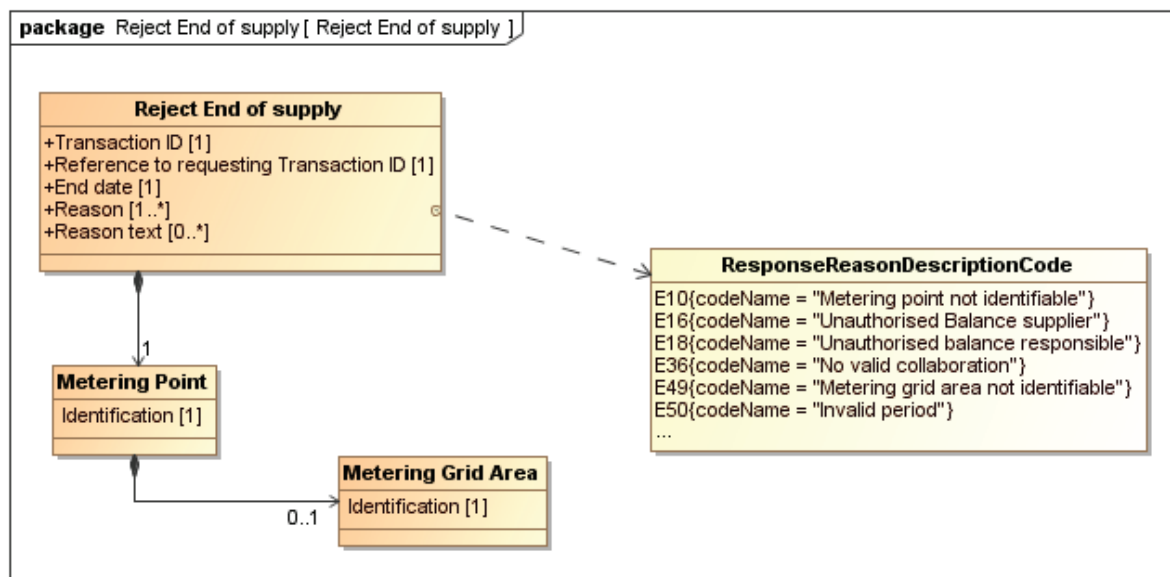 package Reject End of supply [ Reject End of supply ]
Reject End of supply
+Transaction ID [1]
+Reference to requesting Transaction ID [1]
+End date [1]
+Reason [1..*]
+Reason text [0..*]
ResponseReasonDescriptionCode
E10{codeName = "Metering point not identifiable"}
E16{codeName = "Unauthorised Balance supplier"}
E18{codeName = "Unauthorised balance responsible"}
E36{codeName = "No valid collaboration"}
E49{codeName = "Metering grid area not identifiable"}
E50{codeName = "Invalid period"}
...
1
Metering Point
Identification [1]
Metering Grid Area
Identification [1]
0..1